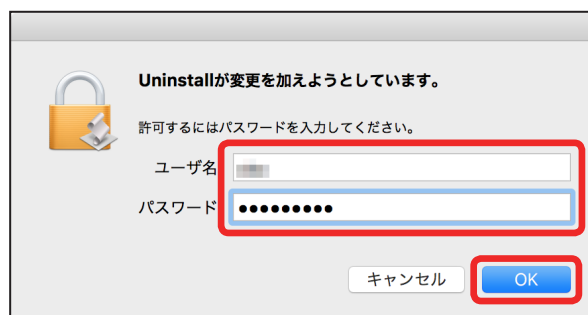 Uninstallが変更を加えようとしています。
許可するにはパスワードを入力してください。
ユーザ名
パスワード ●●●●●●●●●
キャンセル OK